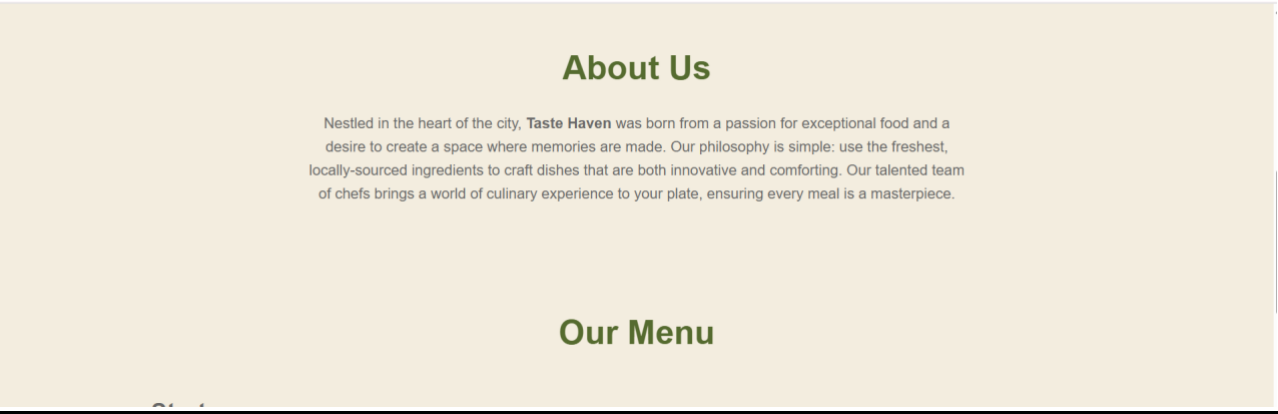 About Us
Nestled in the heart of the city, Taste Haven was born from a passion for exceptional food and a
desire to create a space where memories are made. Our philosophy is simple: use the freshest,
locally-sourced ingredients to craft dishes that are both innovative and comforting. Our talented team
of chefs brings a world of culinary experience to your plate, ensuring every meal is a masterpiece.
Our Menu